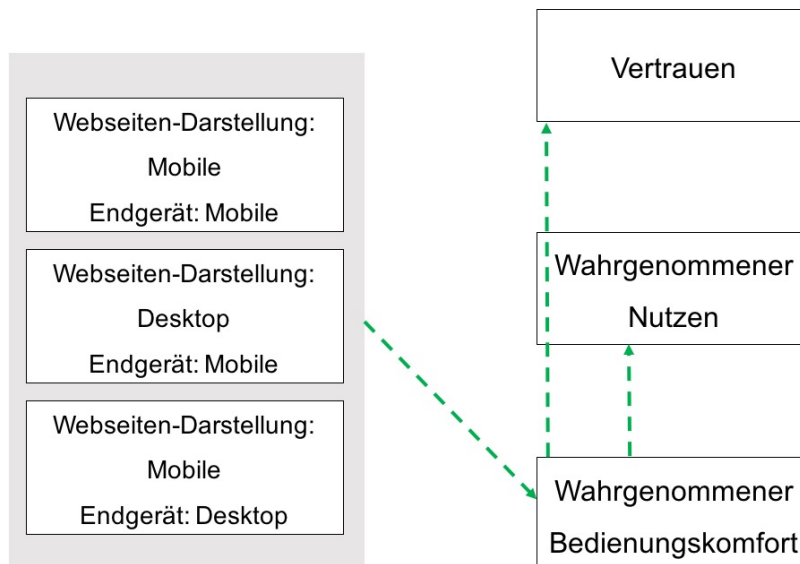 Webseiten-Darstellung:
Mobile
Endgerät: Mobile
Webseiten-Darstellung:
Desktop
Endgerät: Mobile
Webseiten-Darstellung:
Mobile
Endgerät: Desktop
Vertrauen
Wahrgenommener
Nutzen
Wahrgenommener
Bedienungskomfort